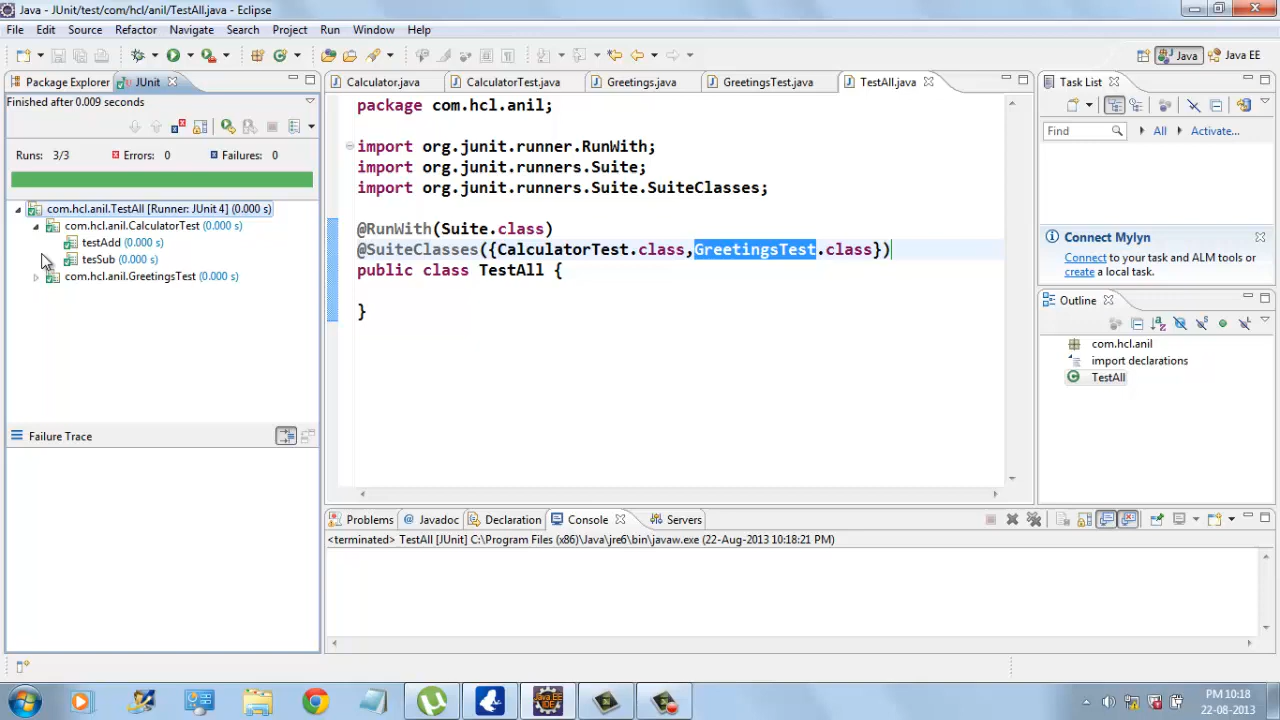 Java - JUnit/test/com/hcl/anil/TestAll.java - Eclipse
File Edit Source Refactor Navigate Search Project Run Window Help
Java Java EE
Package Explorer JUnit
Finished after 0.009 seconds
Runs: 3/3 Errors: 0 Failures: 0
com.hcl.anil.TestAll [Runner: JUnit 4] (0.000 s)
com.hcl.anil.CalculatorTest (0.000 s)
testAdd (0.000 s)
tesSub (0.000 s)
com.hcl.anil.GreetingsTest (0.000 s)
Failure Trace
Calculator.java CalculatorTest.java Greetings.java GreetingsTest.java TestAll.java
package com.hcl.anil;
import org.junit.runner.RunWith;
import org.junit.runners.Suite;
import org.junit.runners.Suite.SuiteClasses;
@RunWith(Suite.class)
@SuiteClasses({CalculatorTest.class,GreetingsTest.class})
public class TestAll {
}
Task List
Find All Activate...
Connect Mylyn
Connect to your task and ALM tools or
create a local task.
Outline
com.hcl.anil
import declarations
TestAll
Problems @ Javadoc Declaration Console Servers
<terminated> TestAll [JUnit] C:\Program Files (x86)\Java\jre6\bin\javaw.exe (22-Aug-2013 10:18:21 PM)
Java EE
IDE
PM 10:18
22-08-2013